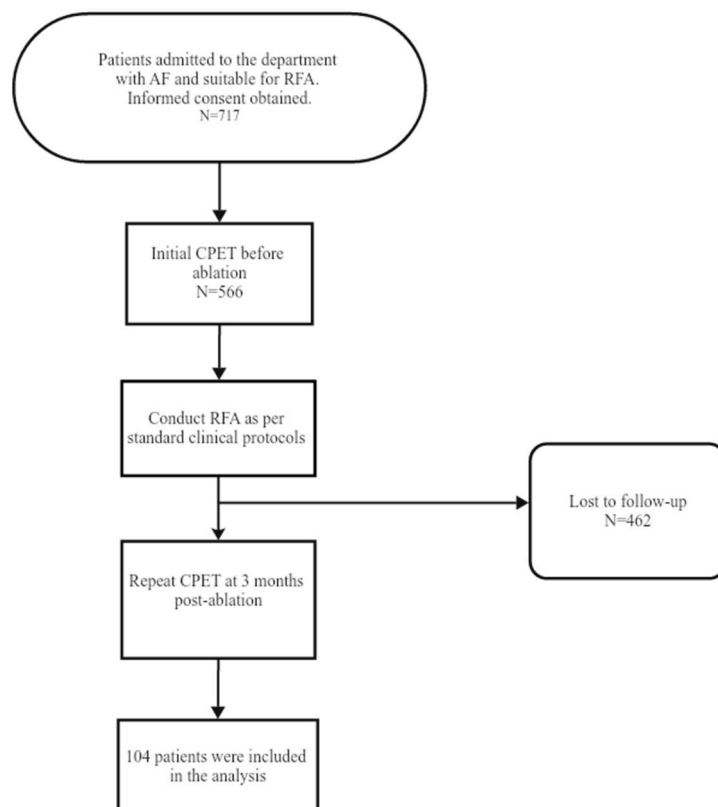 Patients admitted to the department
with AF and suitable for RFA.
Informed consent obtained.
N=717
Initial CPET before
ablation
N=566
Conduct RFA as per
standard clinical protocols
Lost to follow-up
N=462
Repeat CPET at 3 months
post-ablation
104 patients were included
in the analysis